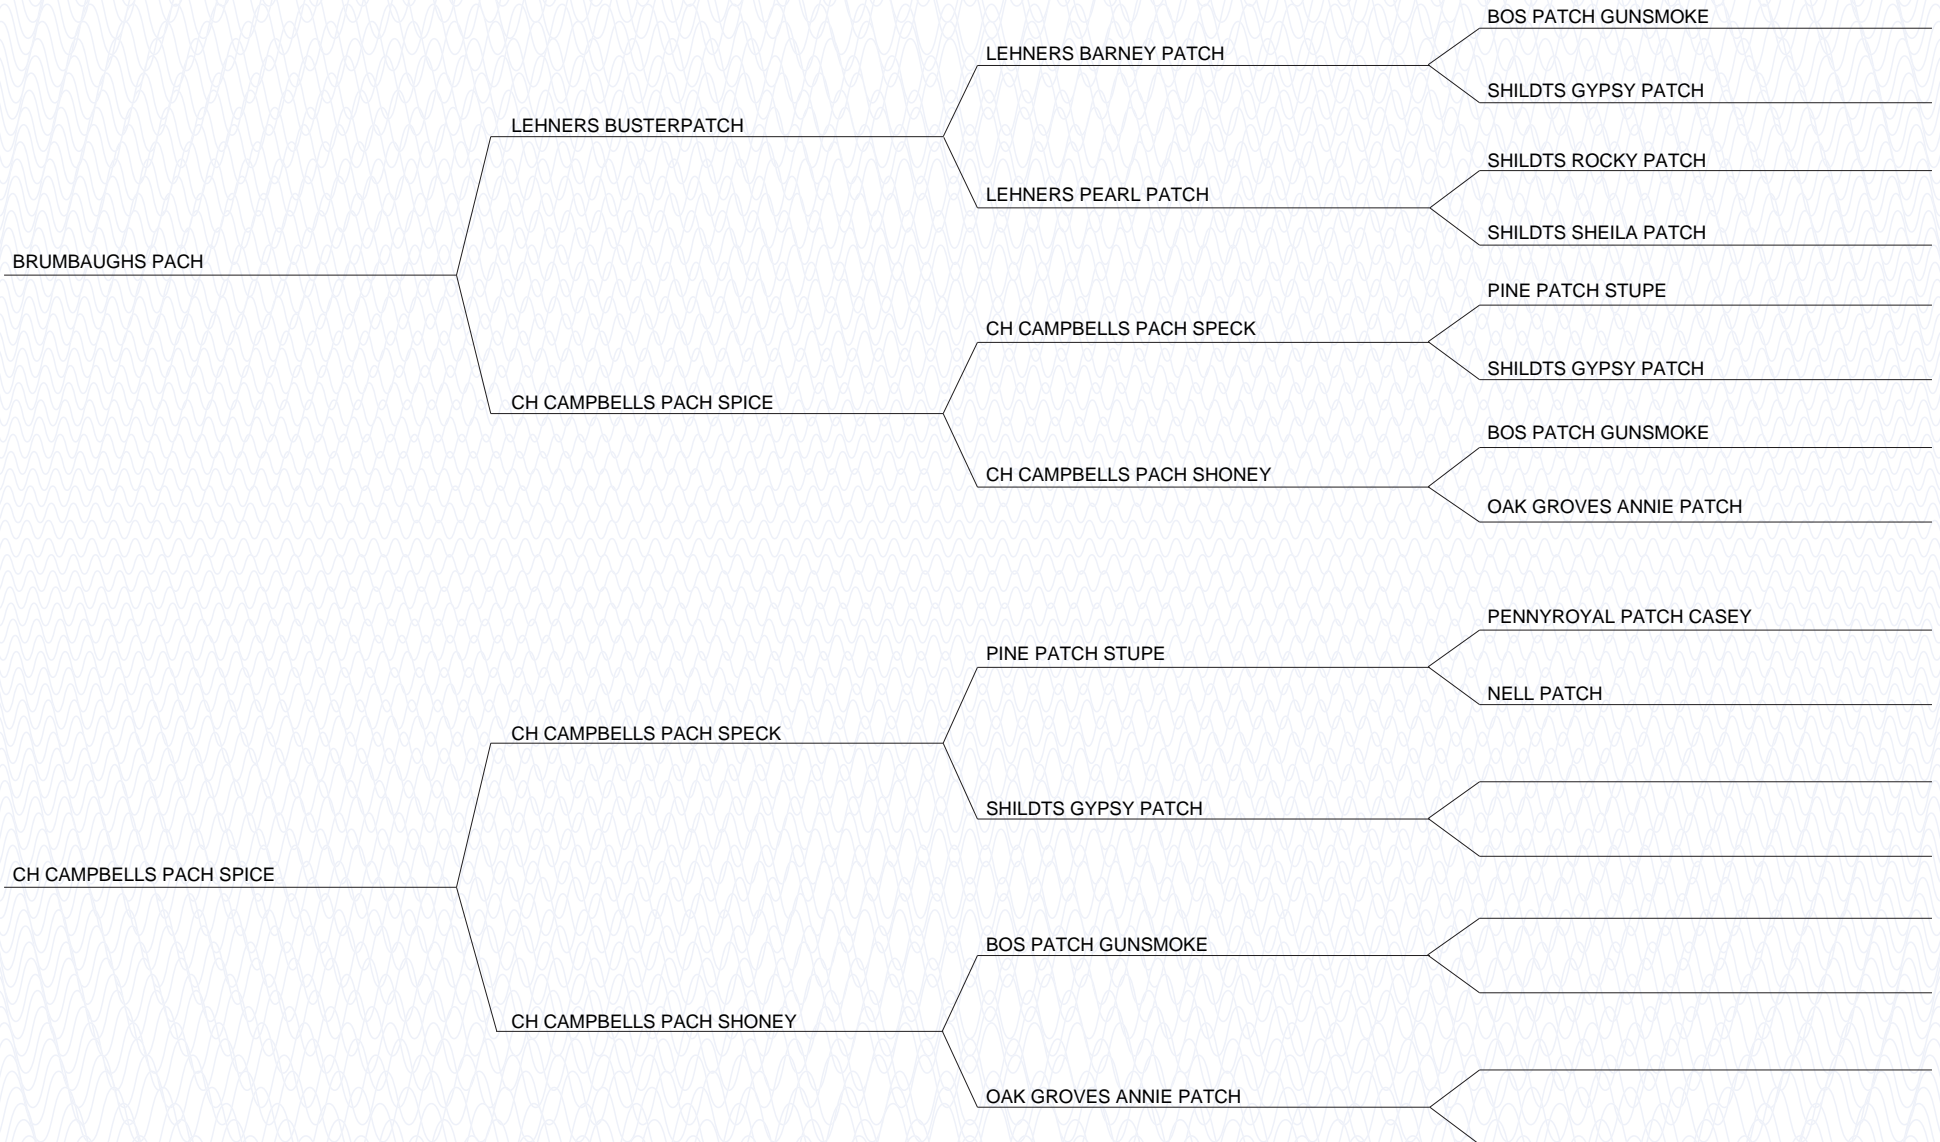 BOS PATCH GUNSMOKE
LEHNERS BARNEY PATCH
SHILDTS GYPSY PATCH
LEHNERS BUSTERPATCH
SHILDTS ROCKY PATCH
LEHNERS PEARL PATCH
SHILDTS SHEILA PATCH
BRUMBAUGHS PACH
PINE PATCH STUPE
CH CAMPBELLS PACH SPECK
SHILDTS GYPSY PATCH
CH CAMPBELLS PACH SPICE
BOS PATCH GUNSMOKE
CH CAMPBELLS PACH SHONEY
OAK GROVES ANNIE PATCH
PENNYROYAL PATCH CASEY
PINE PATCH STUPE
NELL PATCH
CH CAMPBELLS PACH SPECK
SHILDTS GYPSY PATCH
CH CAMPBELLS PACH SPICE
BOS PATCH GUNSMOKE
CH CAMPBELLS PACH SHONEY
OAK GROVES ANNIE PATCH